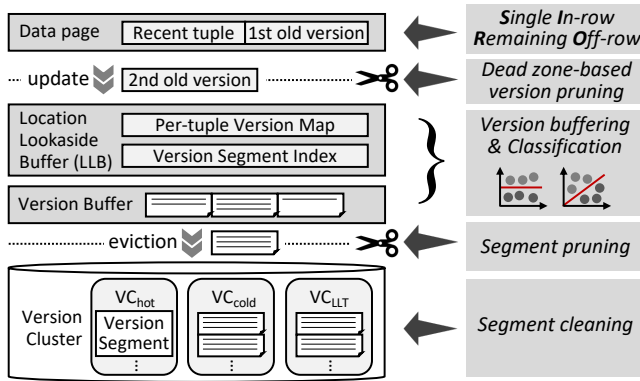 Data page
Recent tuple
1st old version
Single In-row
Remaining Off-row
update
2nd old version
Dead zone-based
version pruning
Location
Lookaside
Buffer (LLB)
Per-tuple Version Map
Version Segment Index
Version buffering
& Classification
Version Buffer
eviction
Segment pruning
Version
Cluster
VChot
Version
Segment
⋮
VCcold
⋮
VCLLT
⋮
Segment cleaning